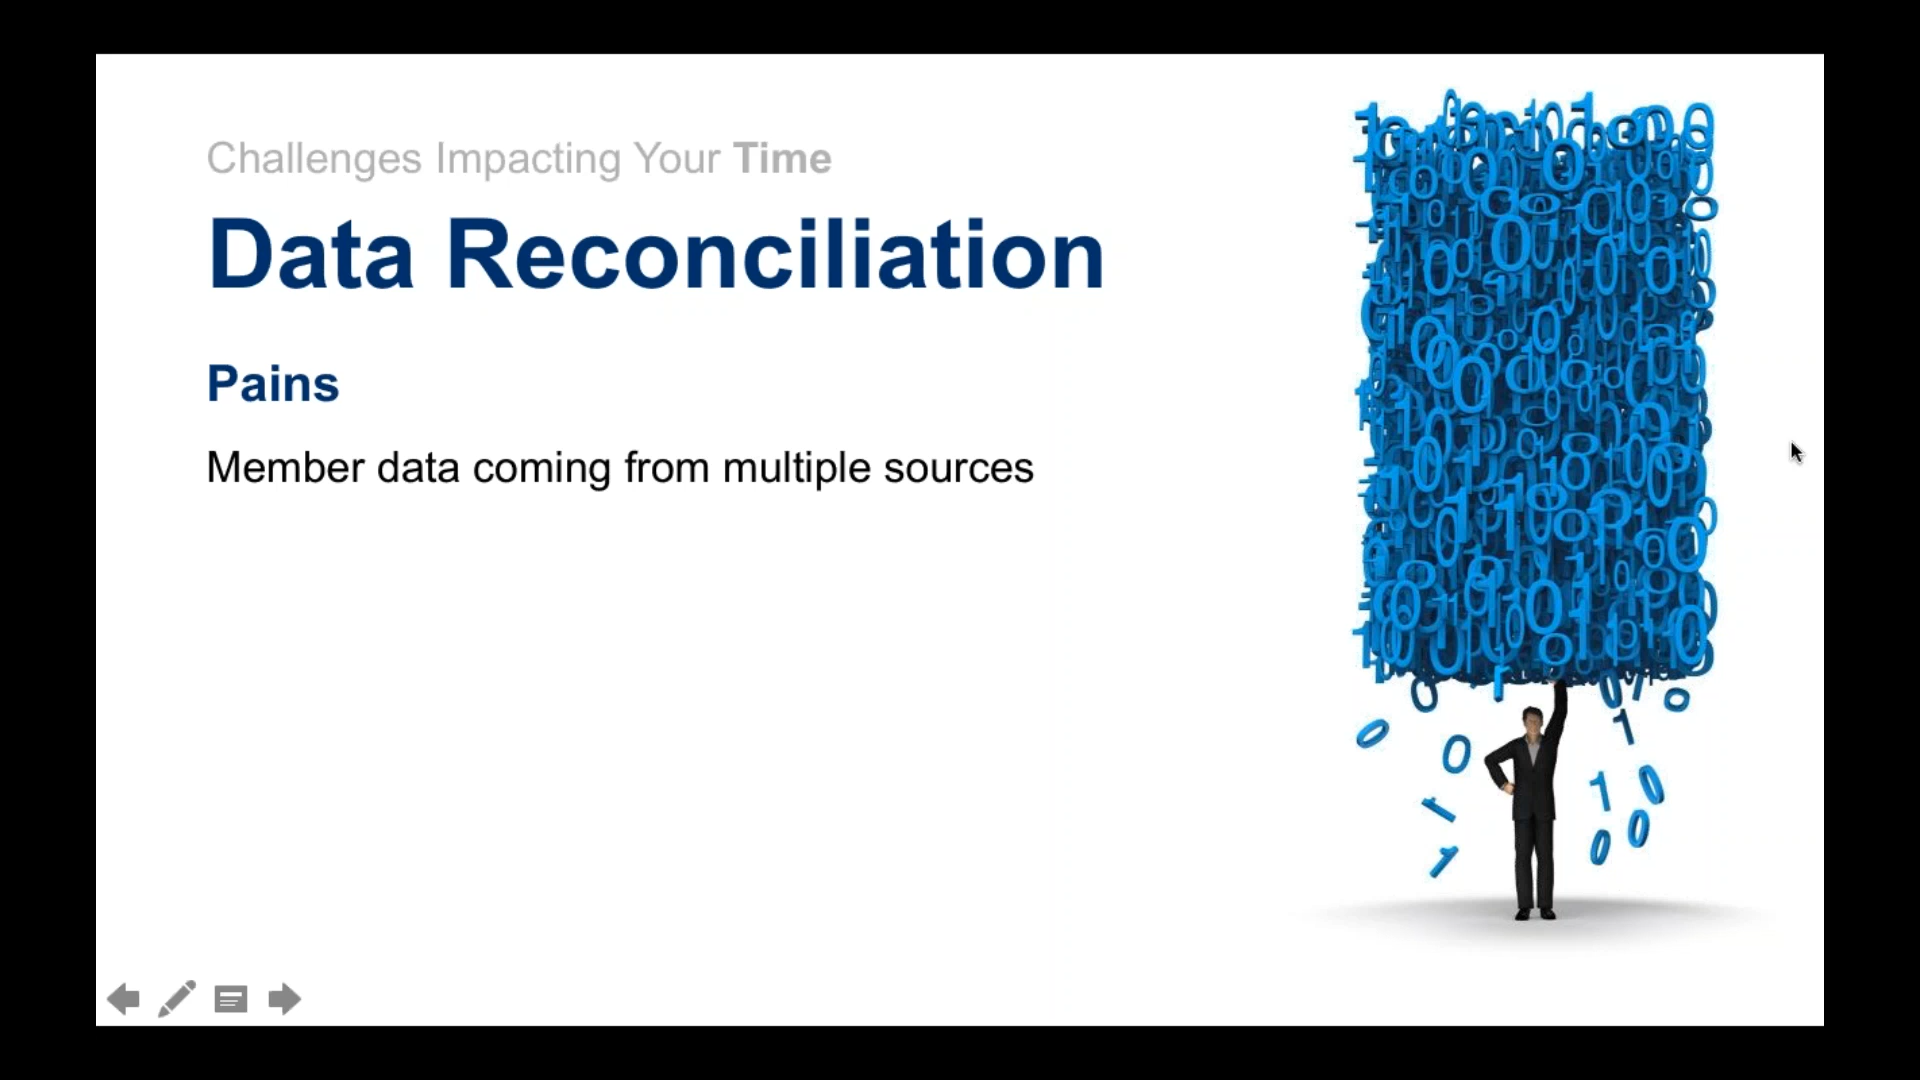 Challenges Impacting Your Time
Data Reconciliation
Pains
Member data coming from multiple sources